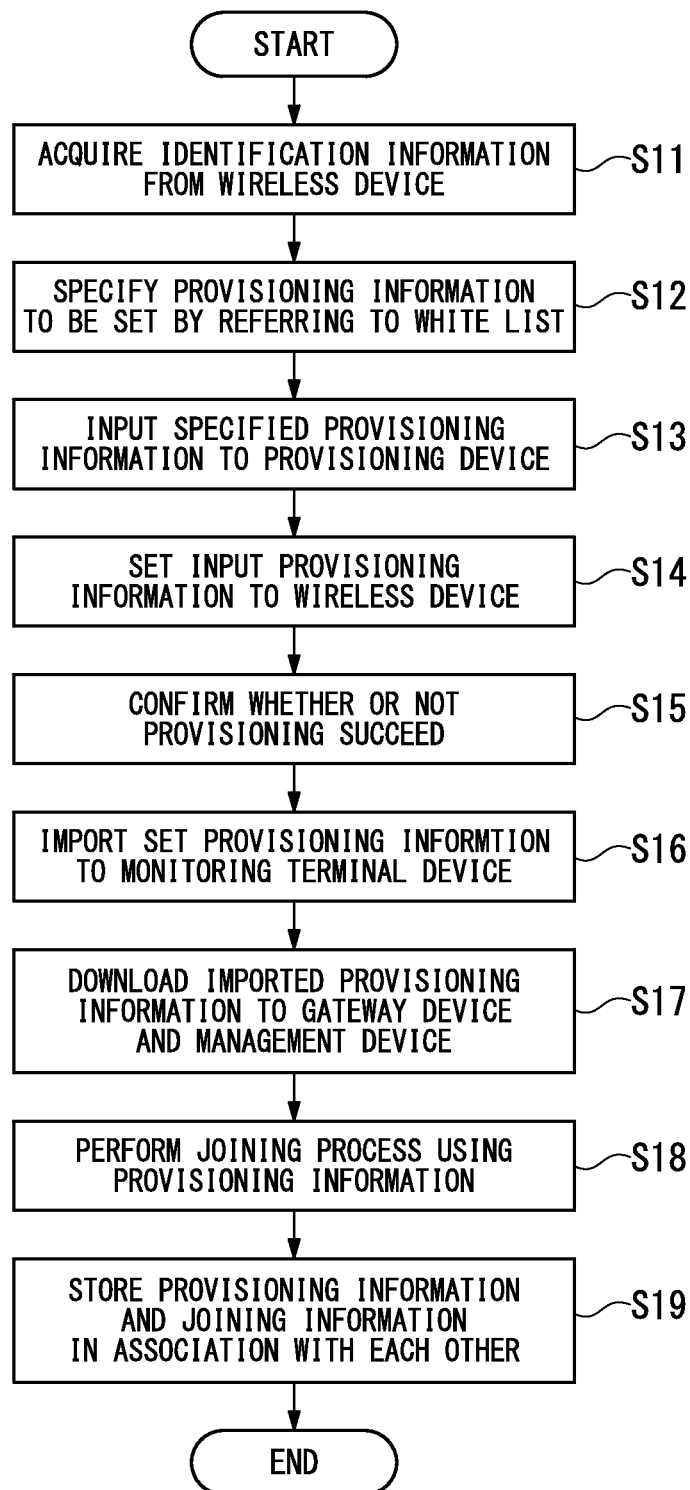 START
ACQUIRE IDENTIFICATION INFORMATION
FROM WIRELESS DEVICE
S11
SPECIFY PROVISIONING INFORMATION
TO BE SET BY REFERRING TO WHITE LIST
S12
INPUT SPECIFIED PROVISIONING
INFORMATION TO PROVISIONING DEVICE
S13
SET INPUT PROVISIONING
INFORMATION TO WIRELESS DEVICE
S14
CONFIRM WHETHER OR NOT
PROVISIONING SUCCEED
S15
IMPORT SET PROVISIONING INFORMTION
TO MONITORING TERMINAL DEVICE
S16
DOWNLOAD IMPORTED PROVISIONING
INFORMATION TO GATEWAY DEVICE
AND MANAGEMENT DEVICE
S17
PERFORM JOINING PROCESS USING
PROVISIONING INFORMATION
S18
STORE PROVISIONING INFORMATION
AND JOINING INFORMATION
IN ASSOCIATION WITH EACH OTHER
S19
END